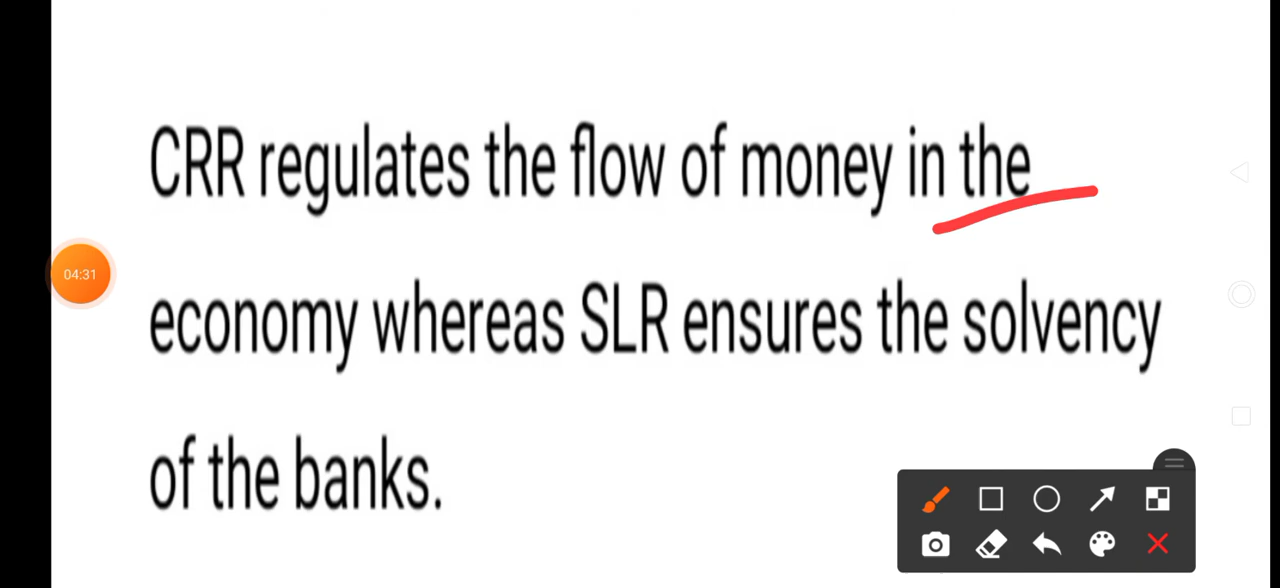 CRR regulates the flow of money in the
economy whereas SLR ensures the solvency
of the banks.
04:31